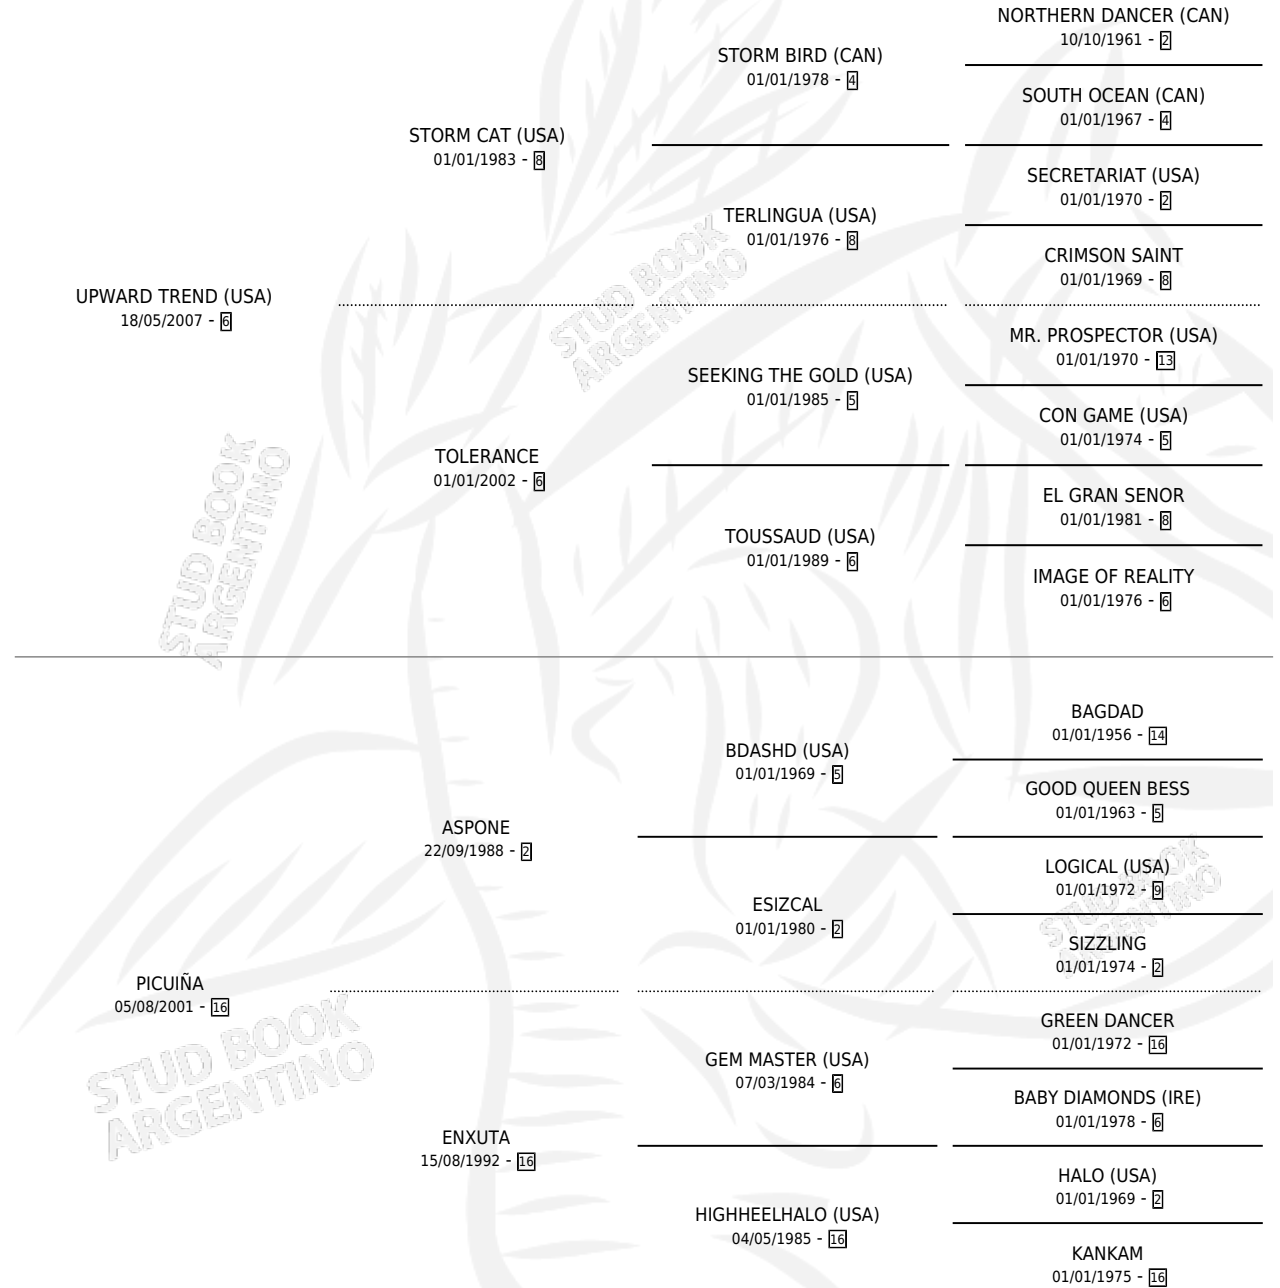 NORTHERN DANCER (CAN)
10/10/1961 - 2
STORM BIRD (CAN)
01/01/1978 - 4
SOUTH OCEAN (CAN)
01/01/1967 - 4
STORM CAT (USA)
01/01/1983 - 8
SECRETARIAT (USA)
01/01/1970 - 2
TERLINGUA (USA)
01/01/1976 - 8
CRIMSON SAINT
01/01/1969 - 8
UPWARD TREND (USA)
18/05/2007 - 6
MR. PROSPECTOR (USA)
01/01/1970 - 13
SEEKING THE GOLD (USA)
01/01/1985 - 5
CON GAME (USA)
01/01/1974 - 5
TOLERANCE
01/01/2002 - 6
EL GRAN SENOR
01/01/1981 - 8
TOUSSAUD (USA)
01/01/1989 - 6
IMAGE OF REALITY
01/01/1976 - 6
BAGDAD
01/01/1956 - 14
BDASHD (USA)
01/01/1969 - 5
GOOD QUEEN BESS
01/01/1963 - 5
ASPONE
22/09/1988 - 2
LOGICAL (USA)
01/01/1972 - 9
ESIZCAL
01/01/1980 - 2
SIZZLING
01/01/1974 - 2
PICUIÑA
05/08/2001 - 16
GREEN DANCER
01/01/1972 - 16
GEM MASTER (USA)
07/03/1984 - 6
BABY DIAMONDS (IRE)
01/01/1978 - 6
ENXUTA
15/08/1992 - 16
HALO (USA)
01/01/1969 - 2
HIGHHEELHALO (USA)
04/05/1985 - 16
KANKAM
01/01/1975 - 16
STUD BOOK
ARGENTINO
STUD BOOK
ARGENTINO
STUD BOOK
ARGENTINO
STUD BOOK
ARGENTINO